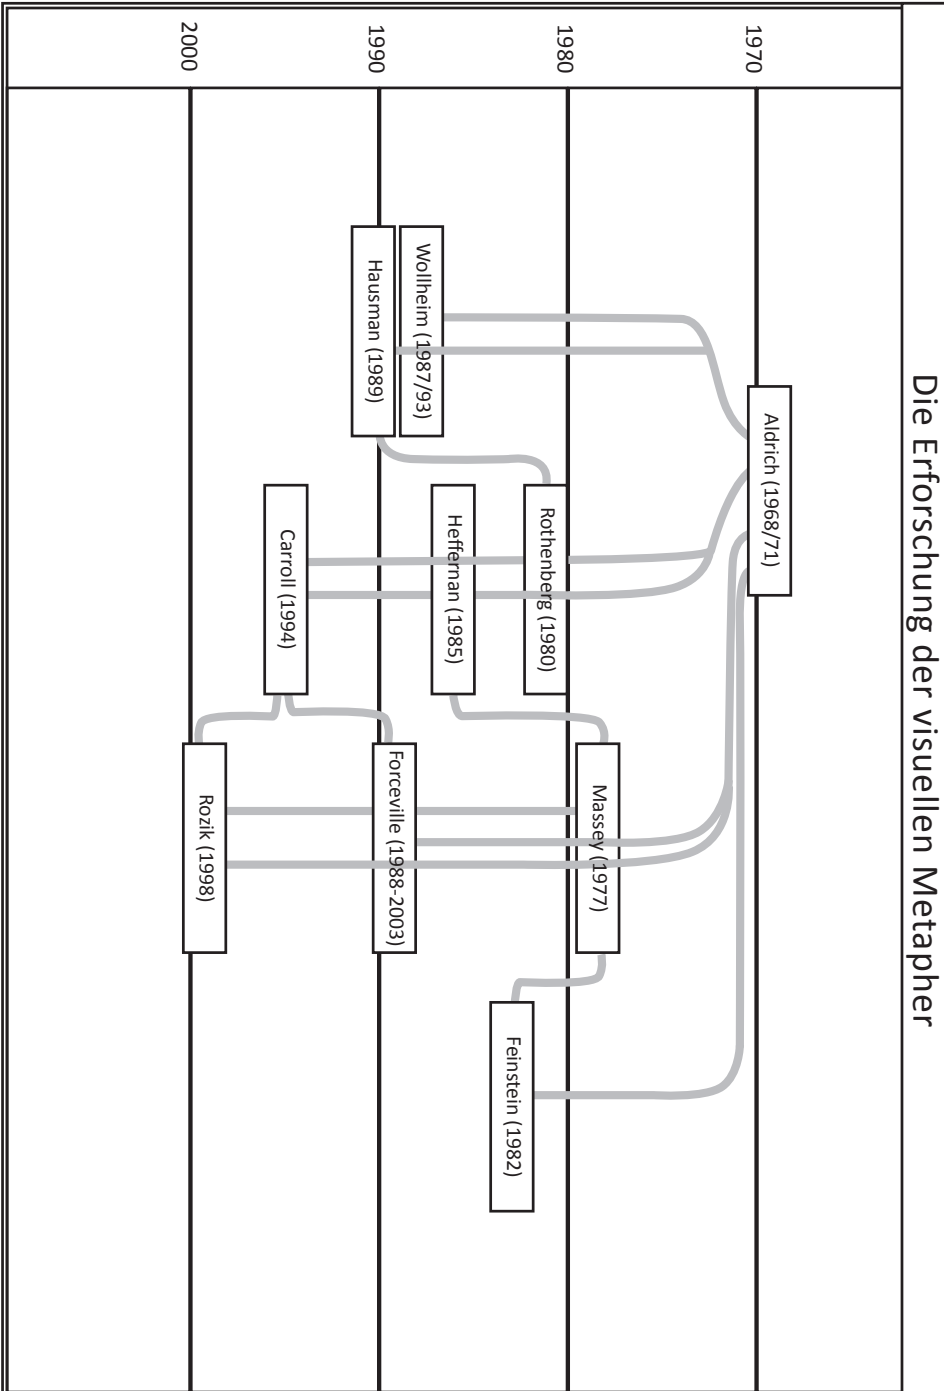 Die Erforschung der visuellen Metapher
1970
1980
1990
2000
Aldrich (1968/71)
Massey (1977)
Rothenberg (1980)
Feinstein (1982)
Heffernan (1985)
Wollheim (1987/93)
Forceville (1988-2003)
Hausman (1989)
Carroll (1994)
Rozik (1998)